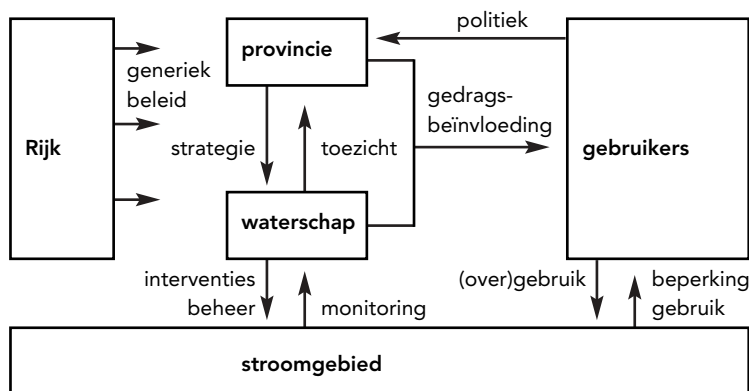 politiek
provincie
generiek
beleid
gedrags-
beïnvloeding
Rijk
strategie
toezicht
gebruikers
waterschap
interventies
beheer
monitoring
(over)gebruik
beperking
gebruik
stroomgebied